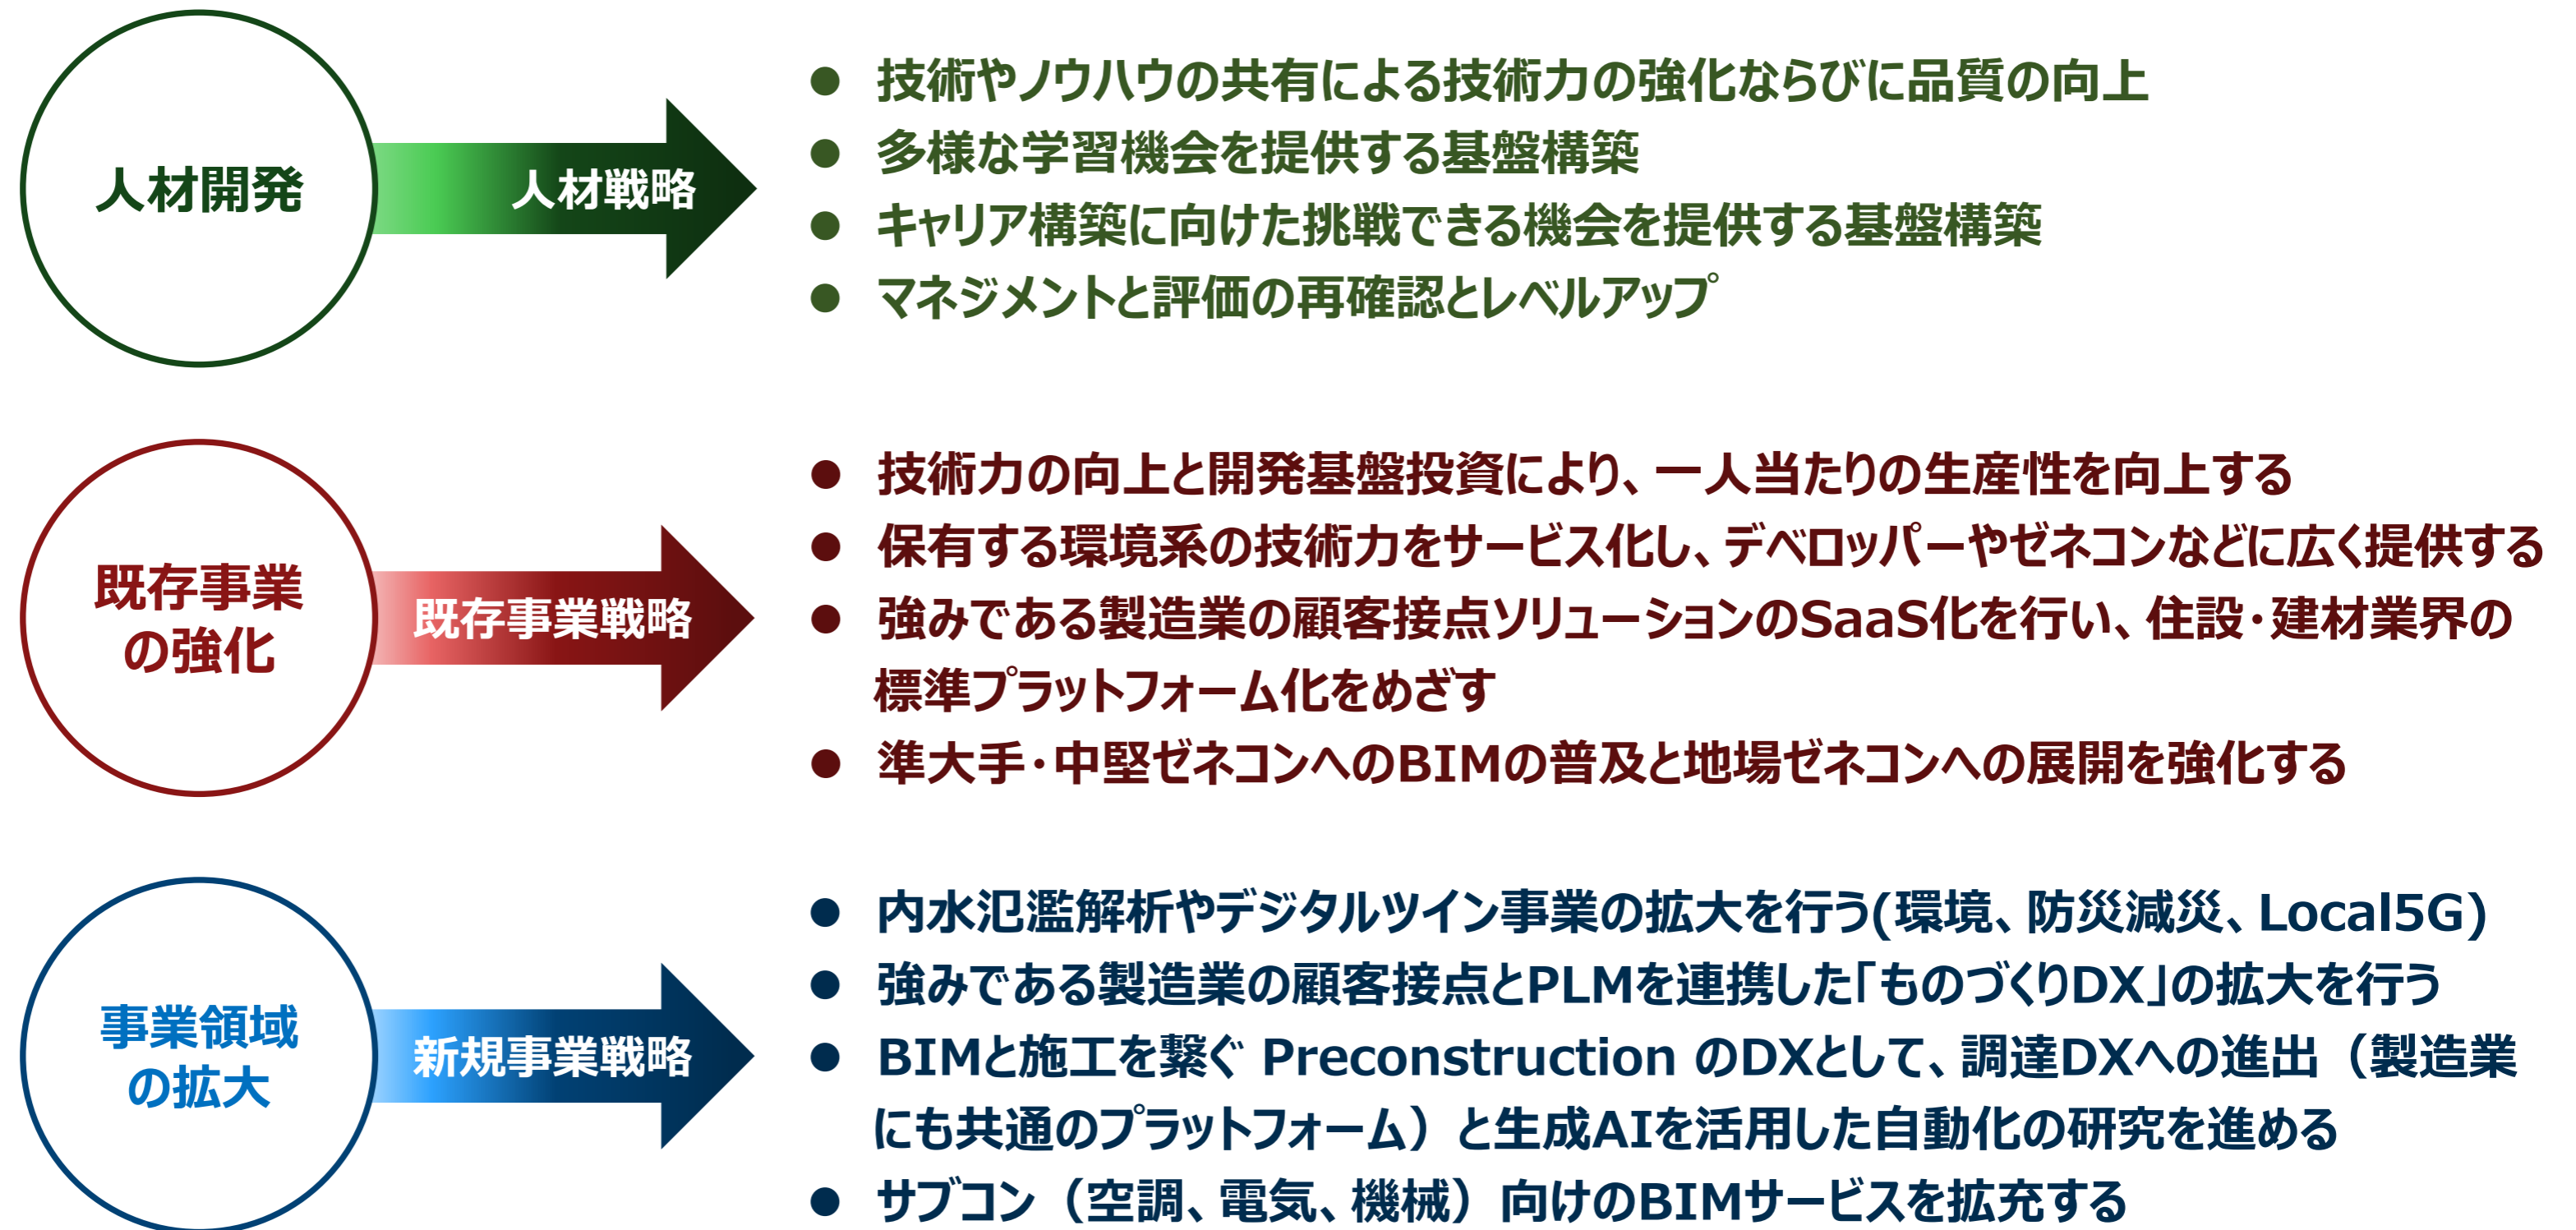 人材開発
人材戦略
● 技術やノウハウの共有による技術力の強化ならびに品質の向上
● 多様な学習機会を提供する基盤構築
● キャリア構築に向けた挑戦できる機会を提供する基盤構築
● マネジメントと評価の再確認とレベルアップ
既存事業
の強化
既存事業戦略
● 技術力の向上と開発基盤投資により、一人当たりの生産性を向上する
● 保有する環境系の技術力をサービス化し、デベロッパーやゼネコンなどに広く提供する
● 強みである製造業の顧客接点ソリューションのSaaS化を行い、住設・建材業界の
標準プラットフォーム化をめざす
● 準大手・中堅ゼネコンへのBIMの普及と地場ゼネコンへの展開を強化する
事業領域
の拡大
新規事業戦略
● 内水氾濫解析やデジタルツイン事業の拡大を行う(環境、防災減災、Local5G)
● 強みである製造業の顧客接点とPLMを連携した「ものづくりDX」の拡大を行う
● BIMと施工を繋ぐ Preconstruction のDXとして、調達DXへの進出（製造業
にも共通のプラットフォーム）と生成AIを活用した自動化の研究を進める
● サブコン（空調、電気、機械）向けのBIMサービスを拡充する